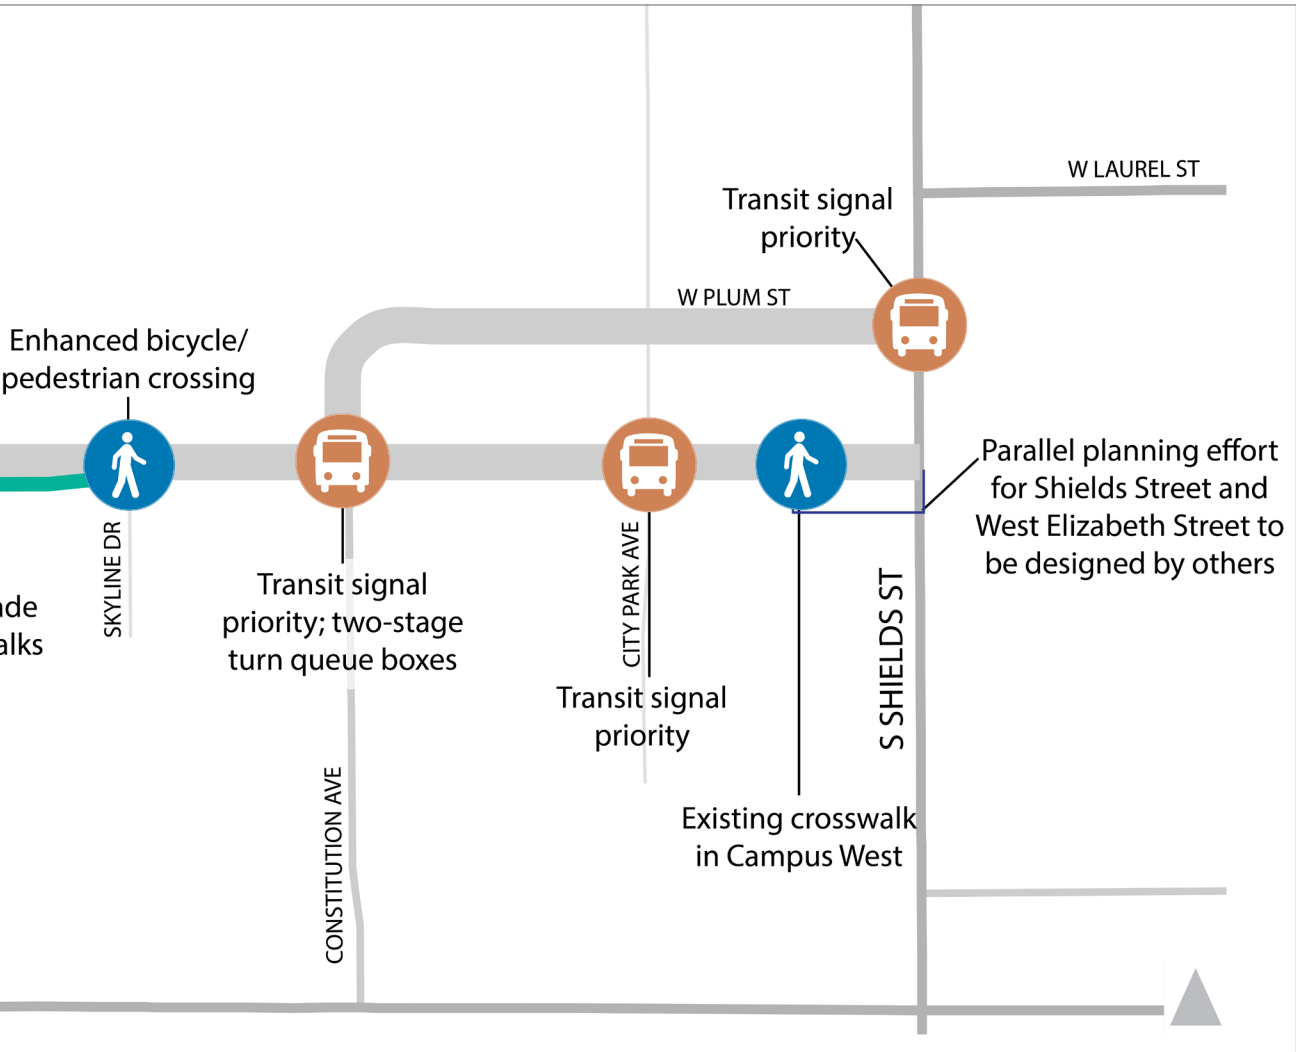 W LAUREL ST
Transit signal
priority
W PLUM ST
Enhanced bicycle/
pedestrian crossing
Parallel planning effort
for Shields Street and
West Elizabeth Street to
be designed by others
SKYLINE DR
CITY PARK AVE
S SHIELDS ST
Transit signal
priority; two-stage
turn queue boxes
alks
Transit signal
priority
CONSTITUTION AVE
Existing crosswalk
in Campus West